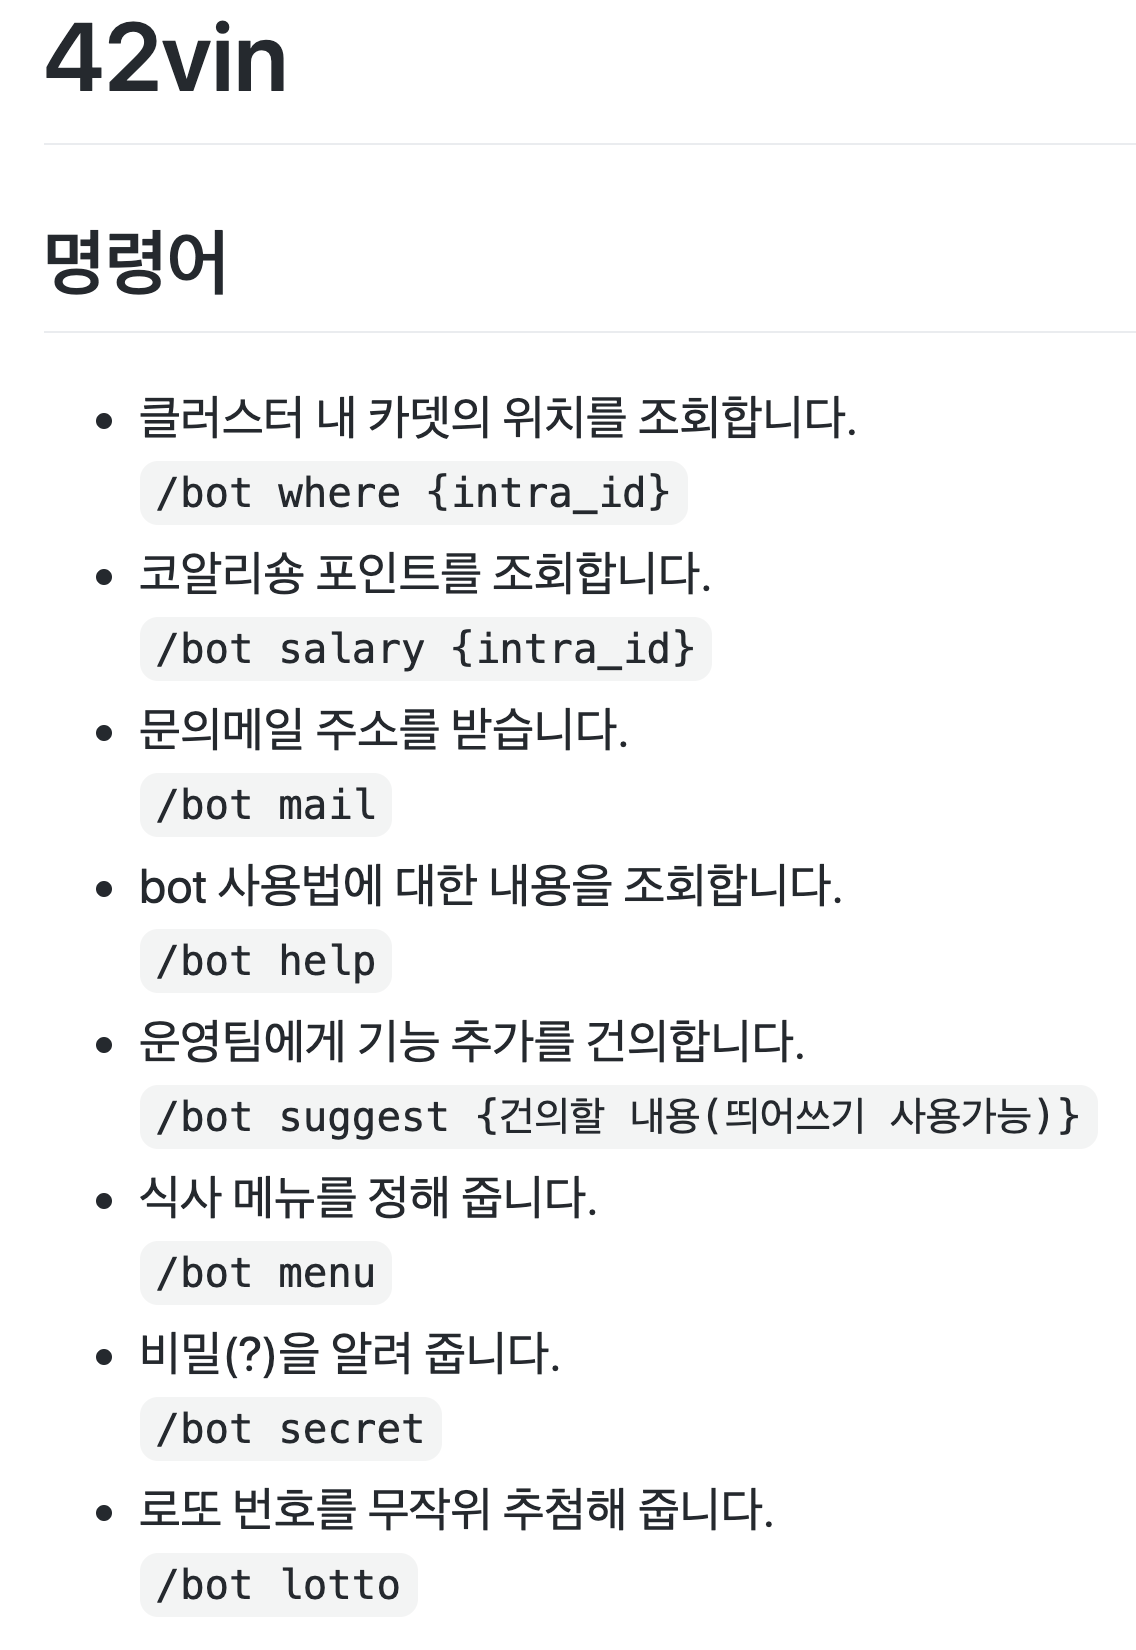 42vin
명령어
클러스터 내 카뎃의 위치를 조회합니다.
/bot where {intra_id}
코알리숑 포인트를 조회합니다.
/bot salary {intra_id}
문의메일 주소를 받습니다.
/bot mail
bot 사용법에 대한 내용을 조회합니다.
/bot help
운영팀에게 기능 추가를 건의합니다.
/bot suggest {건의할 내용(띄어쓰기 사용가능)}
식사 메뉴를 정해 줍니다.
/bot menu
비밀(?)을 알려 줍니다.
/bot secret
로또 번호를 무작위 추첨해 줍니다.
/bot lotto